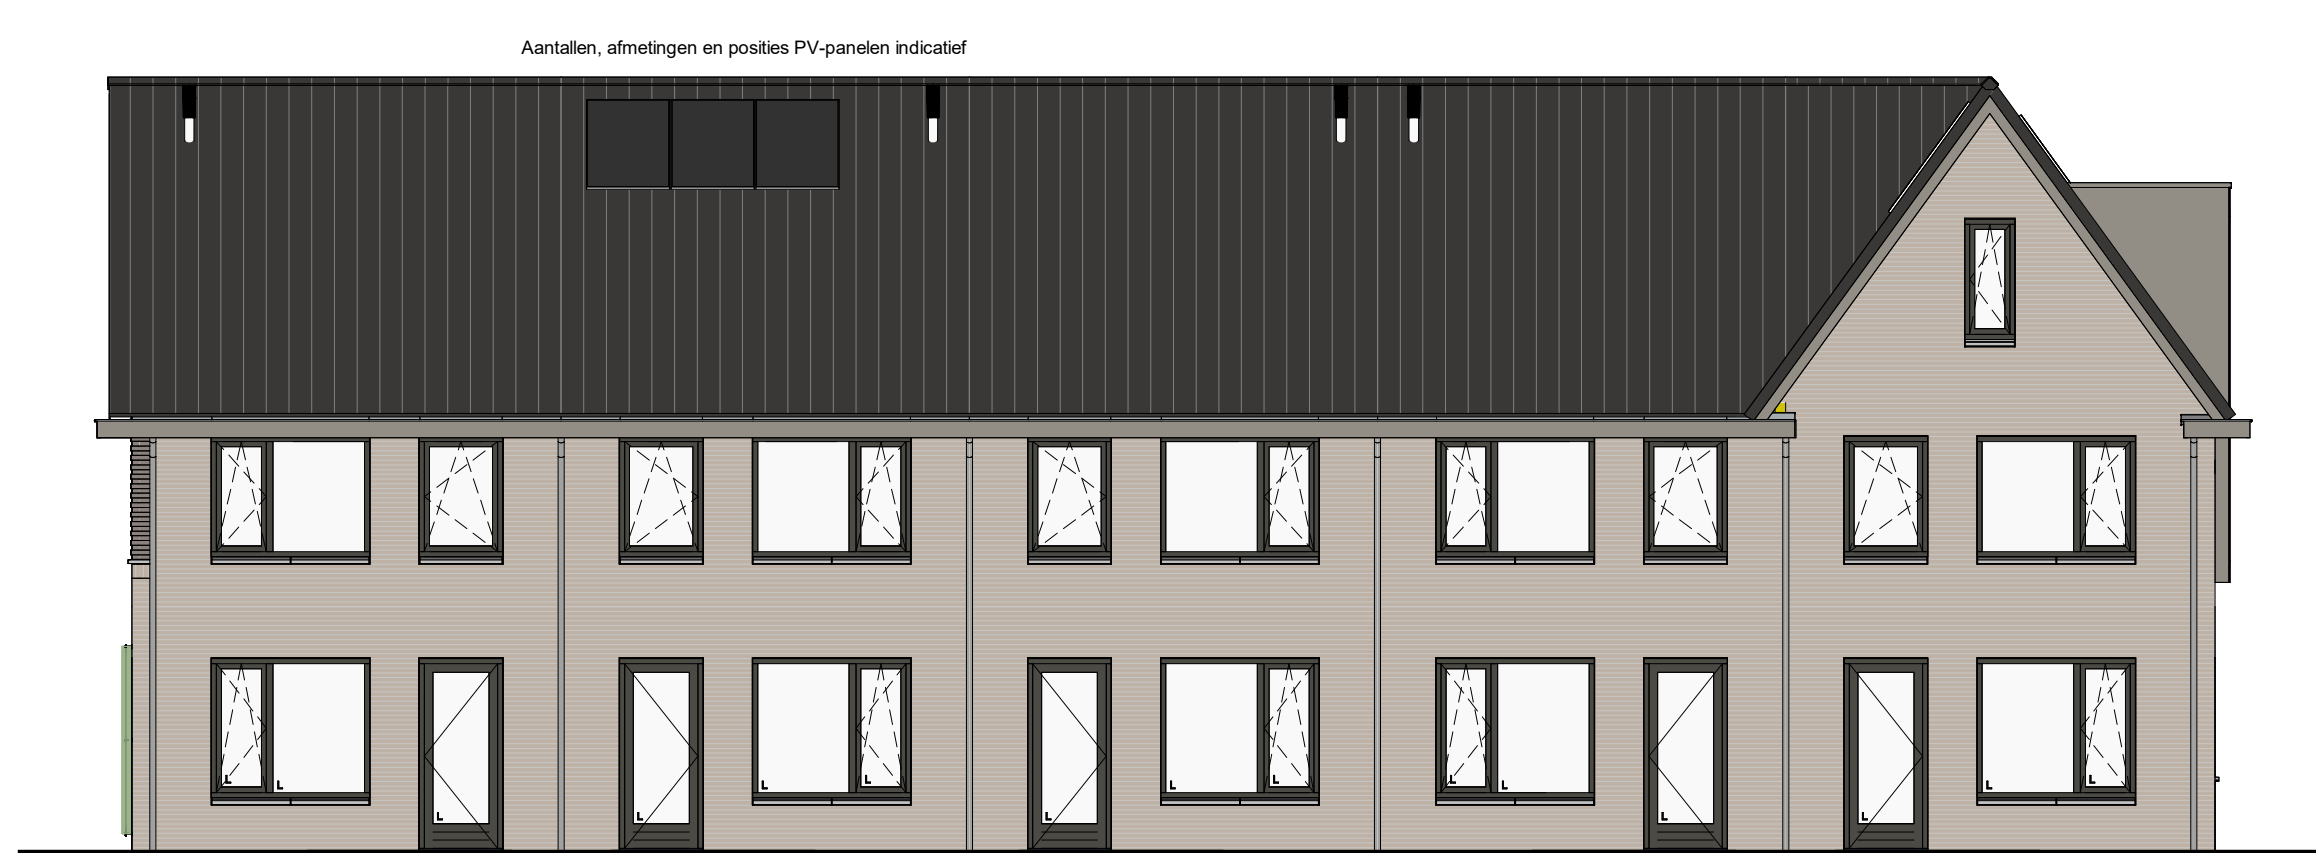 Aantallen, afmetingen en posities PV-panelen indicatief
L L L L L L L L L L L L L L L